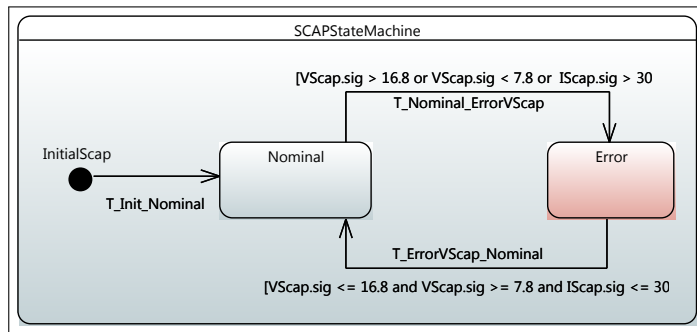 SCAPStateMachine
[VScap.sig > 16.8 or VScap.sig < 7.8 or IScap.sig > 30
T_Nominal_ErrorVScap
InitialScap
Nominal
Error
T_Init_Nominal
T_ErrorVScap_Nominal
[VScap.sig <= 16.8 and VScap.sig >= 7.8 and IScap.sig <= 30